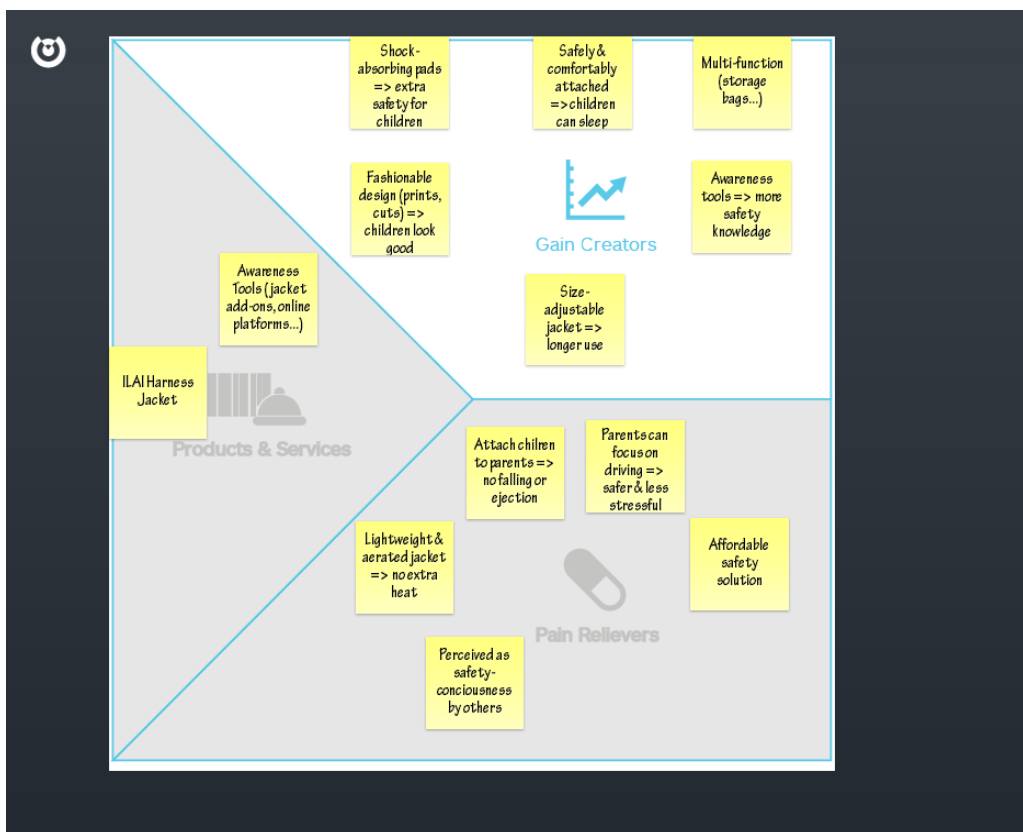 Shock-
absorbing pads
=> extra
safety for
children
Safely &
comfortably
attached
=> children
can sleep
Multi-function
(storage
bags...)
Fashionable
design (prints,
cuts) =>
children look
good
Awareness
tools => more
safety
knowledge
Gain Creators
Size-
adjustable
jacket =>
longer use
Awareness
Tools (jacket
add-ons, online
platforms...)
ILAI Harness
Jacket
Products & Services
Attach chilren
to parents =>
no falling or
ejection
Parents can
focus on
driving =>
safer & less
stressful
Lightweight &
aerated jacket
=> no extra
heat
Affordable
safety
solution
Pain Relievers
Perceived as
safety-
conciousness
by others